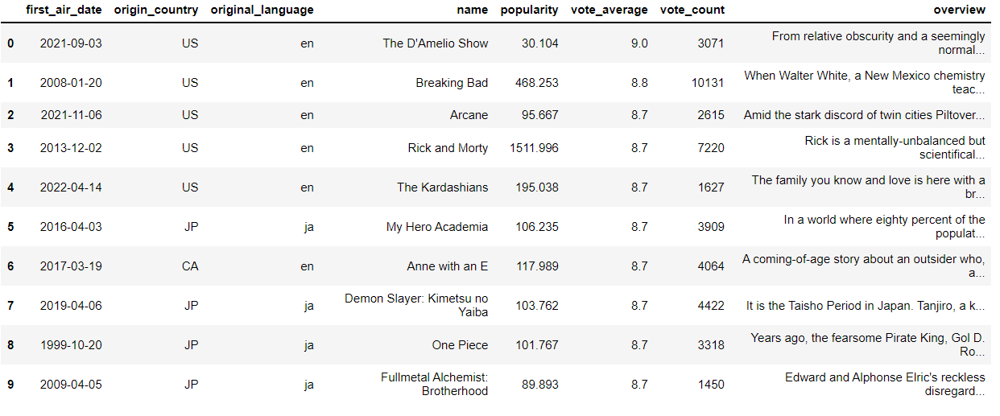 first_air_date origin_country original_language name popularity vote_average vote_count overview
0 2021-09-03 US en The D'Amelio Show 30.104 9.0 3071 From relative obscurity and a seemingly
normal...
1 2008-01-20 US en Breaking Bad 468.253 8.8 10131 When Walter White, a New Mexico chemistry
teac...
2 2021-11-06 US en Arcane 95.667 8.7 2615 Amid the stark discord of twin cities Piltover...
3 2013-12-02 US en Rick and Morty 1511.996 8.7 7220 Rick is a mentally-unbalanced but
scientifical...
4 2022-04-14 US en The Kardashians 195.038 8.7 1627 The family you know and love is here with a
br...
5 2016-04-03 JP ja My Hero Academia 106.235 8.7 3909 In a world where eighty percent of the
populat...
6 2017-03-19 CA en Anne with an E 117.989 8.7 4064 A coming-of-age story about an outsider who,
a...
7 2019-04-06 JP ja Demon Slayer: Kimetsu no
Yaiba 103.762 8.7 4422 It is the Taisho Period in Japan. Tanjiro, a k...
8 1999-10-20 JP ja One Piece 101.767 8.7 3318 Years ago, the fearsome Pirate King, Gol D.
Ro...
9 2009-04-05 JP ja Fullmetal Alchemist:
Brotherhood 89.893 8.7 1450 Edward and Alphonse Elric's reckless
disregard...